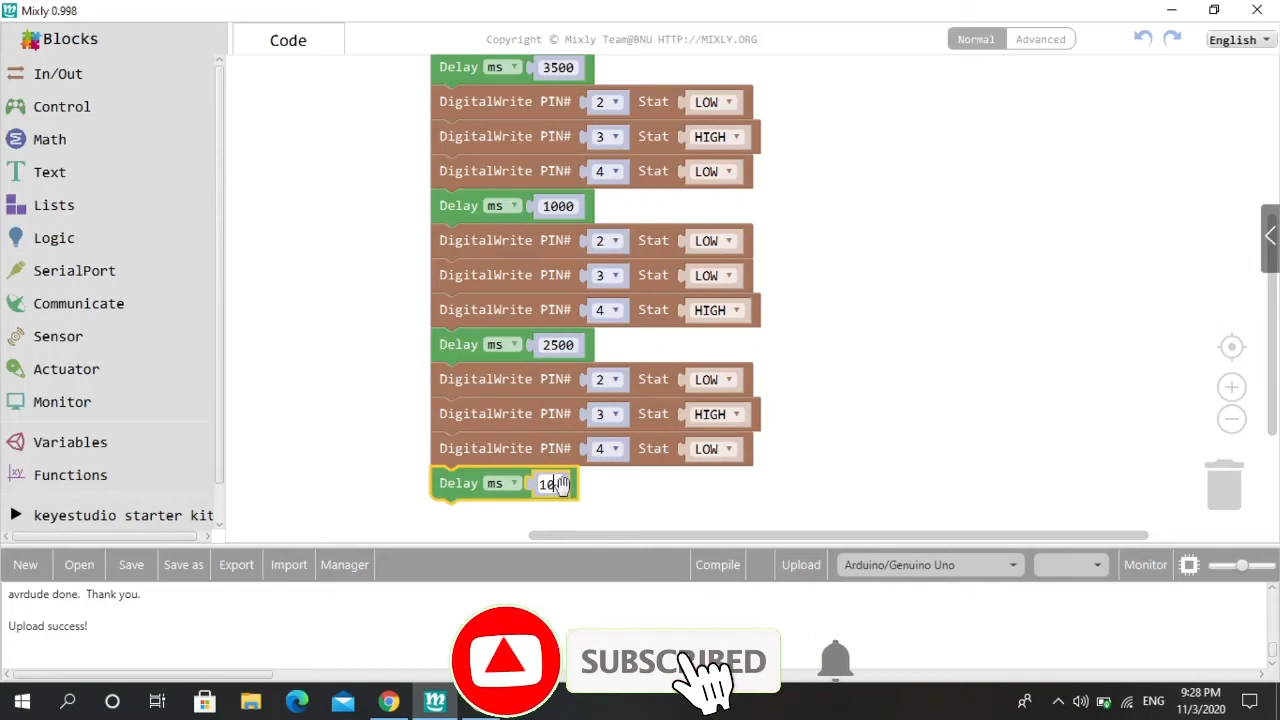 Mixly 0.998
Blocks
Code
Copyright © Mixly Team@BNU HTTP://MIXLY.ORG
Normal
Advanced
English
In/Out
Control
Math
Text
Lists
Logic
SerialPort
Communicate
Sensor
Actuator
Monitor
Variables
Functions
keyestudio starter kit
Delay ms 3500
DigitalWrite PIN# 2 Stat LOW
DigitalWrite PIN# 3 Stat HIGH
DigitalWrite PIN# 4 Stat LOW
Delay ms 1000
DigitalWrite PIN# 2 Stat LOW
DigitalWrite PIN# 3 Stat LOW
DigitalWrite PIN# 4 Stat HIGH
Delay ms 2500
DigitalWrite PIN# 2 Stat LOW
DigitalWrite PIN# 3 Stat HIGH
DigitalWrite PIN# 4 Stat LOW
Delay ms 10
New Open Save Save as Export Import Manager Compile Upload Arduino/Genuino Uno Monitor
avrdude done. Thank you.
Upload success!
SUBSCRIBED
ENG
9:28 PM
11/3/2020